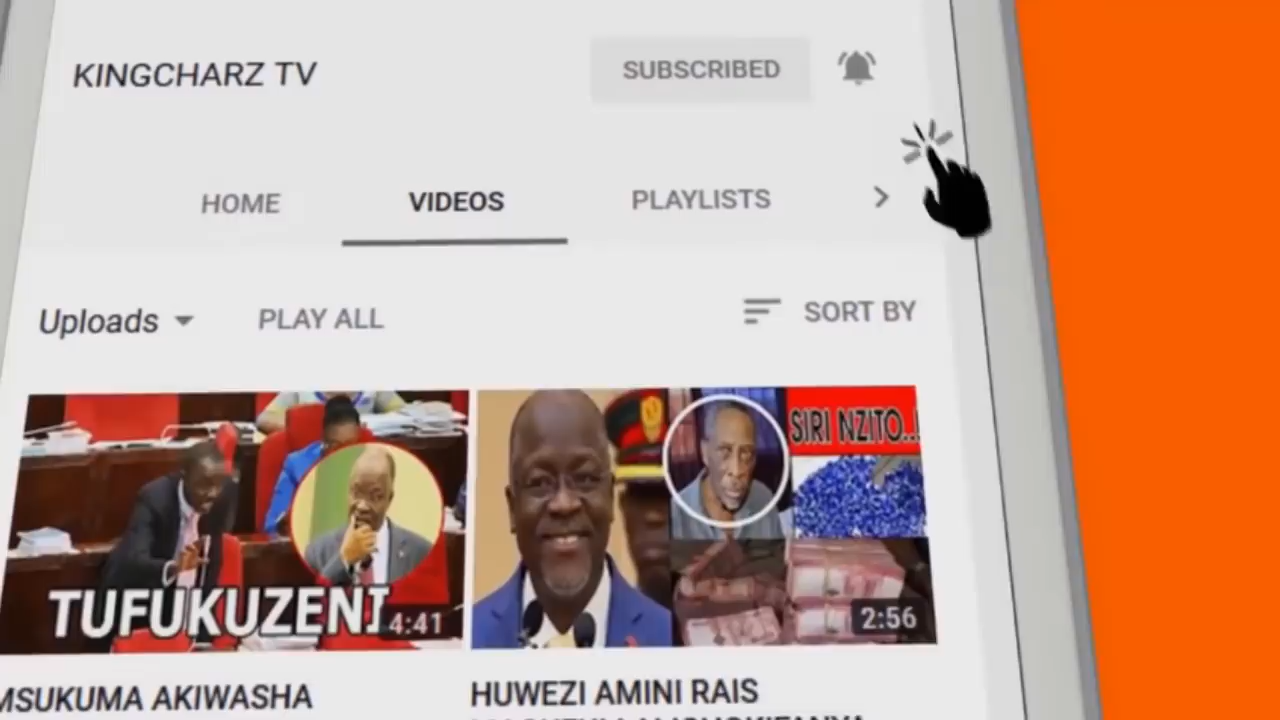 KINGCHARZ TV
SUBSCRIBED
HOME
VIDEOS
PLAYLISTS
Uploads
PLAY ALL
SORT BY
TUFUKUZENI
4:41
SIRI NZITO..!
2:56
MSUKUMA AKIWASHA
HUWEZI AMINI RAIS